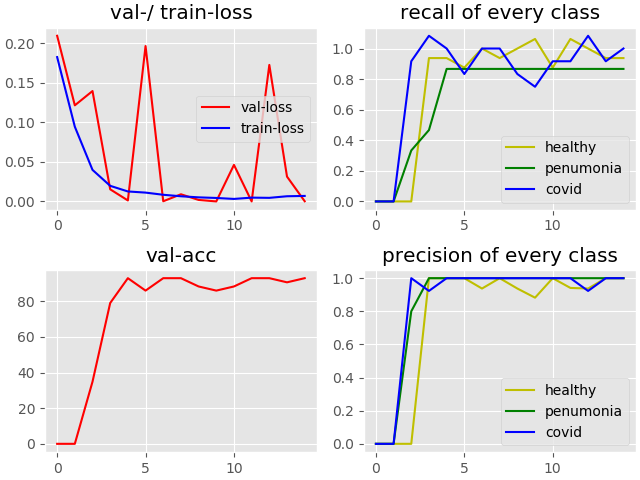 val-/ train-loss
0.20
0.15
0.10
0.05
0.00
0 5 10
val-loss
train-loss
recall of every class
1.0
0.8
0.6
0.4
0.2
0.0
0 5 10
healthy
penumonia
covid
val-acc
80
60
40
20
0
0 5 10
precision of every class
1.0
0.8
0.6
0.4
0.2
0.0
0 5 10
healthy
penumonia
covid